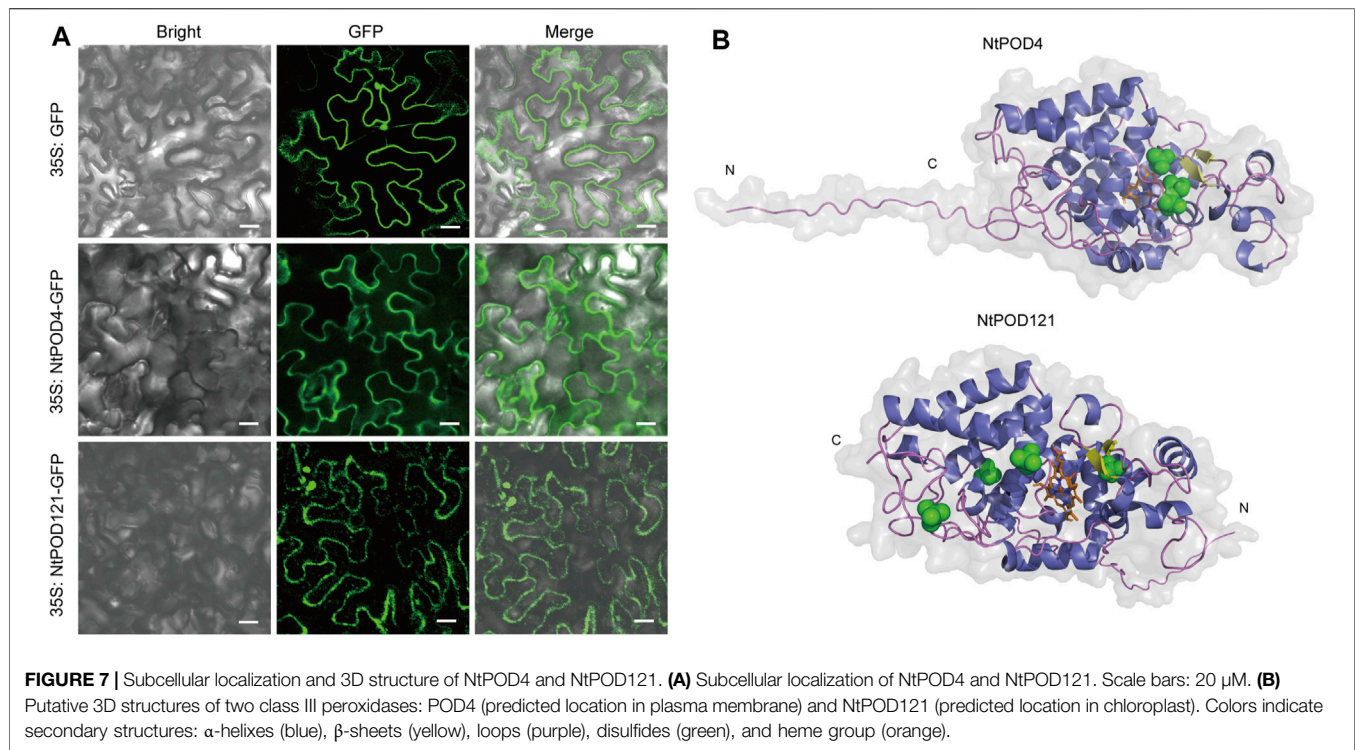 A
Bright
GFP
Merge
35S: GFP
35S: NtPOD4-GFP
35S: NtPOD121-GFP
B
NtPOD4
N
C
NtPOD121
C
N
FIGURE 7 | Subcellular localization and 3D structure of NtPOD4 and NtPOD121. (A) Subcellular localization of NtPOD4 and NtPOD121. Scale bars: 20 μM. (B)
Putative 3D structures of two class III peroxidases: POD4 (predicted location in plasma membrane) and NtPOD121 (predicted location in chloroplast). Colors indicate
secondary structures: α-helixes (blue), β-sheets (yellow), loops (purple), disulfides (green), and heme group (orange).